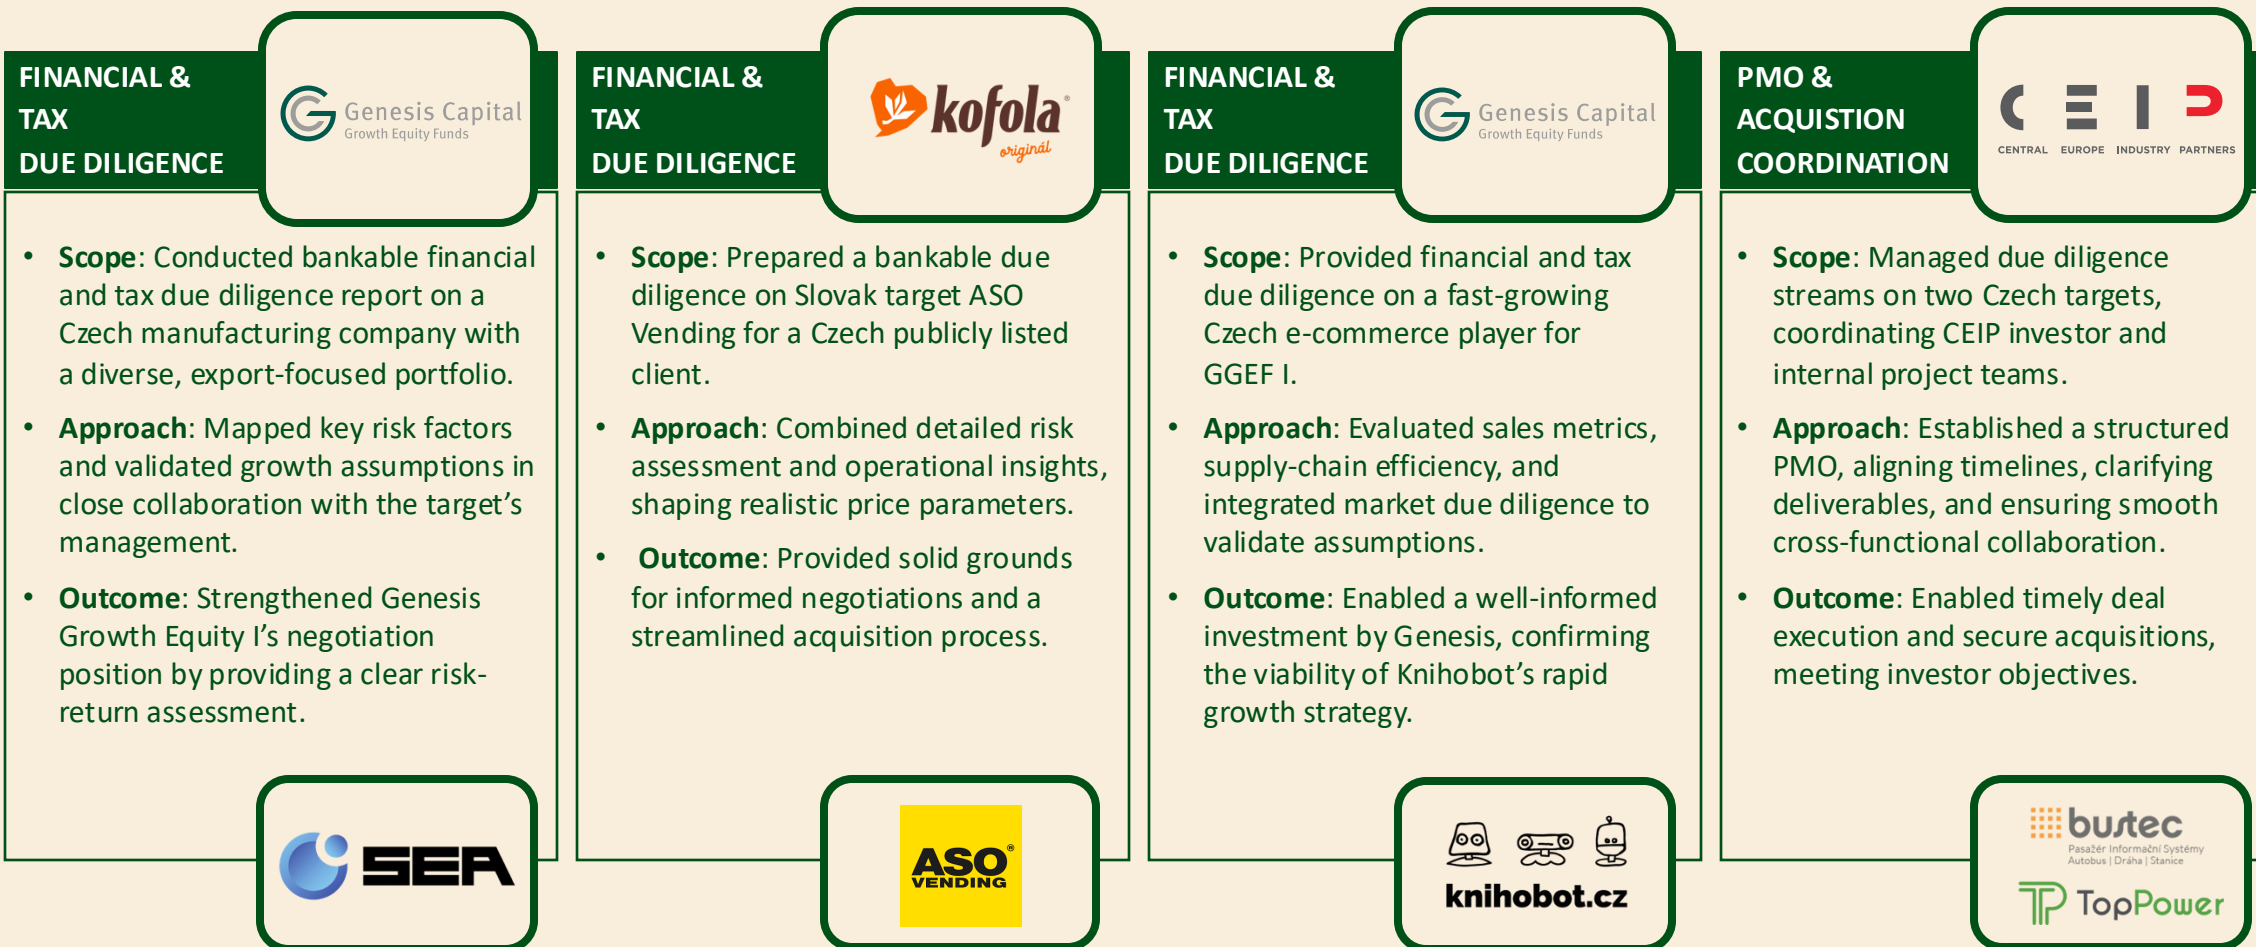 FINANCIAL &
TAX
DUE DILIGENCE
Genesis Capital
Growth Equity Funds
• Scope: Conducted bankable financial
and tax due diligence report on a
Czech manufacturing company with
a diverse, export-focused portfolio.
• Approach: Mapped key risk factors
and validated growth assumptions in
close collaboration with the target’s
management.
• Outcome: Strengthened Genesis
Growth Equity I’s negotiation
position by providing a clear risk-
return assessment.
SEA
FINANCIAL &
TAX
DUE DILIGENCE
kofola®
originál
• Scope: Prepared a bankable due
diligence on Slovak target ASO
Vending for a Czech publicly listed
client.
• Approach: Combined detailed risk
assessment and operational insights,
shaping realistic price parameters.
• Outcome: Provided solid grounds
for informed negotiations and a
streamlined acquisition process.
ASO®
VENDING
FINANCIAL &
TAX
DUE DILIGENCE
Genesis Capital
Growth Equity Funds
• Scope: Provided financial and tax
due diligence on a fast-growing
Czech e-commerce player for
GGEF I.
• Approach: Evaluated sales metrics,
supply-chain efficiency, and
integrated market due diligence to
validate assumptions.
• Outcome: Enabled a well-informed
investment by Genesis, confirming
the viability of Knihobot’s rapid
growth strategy.
knihobot.cz
PMO &
ACQUISTION
COORDINATION
CEIP
CENTRAL EUROPE INDUSTRY PARTNERS
• Scope: Managed due diligence
streams on two Czech targets,
coordinating CEIP investor and
internal project teams.
• Approach: Established a structured
PMO, aligning timelines, clarifying
deliverables, and ensuring smooth
cross-functional collaboration.
• Outcome: Enabled timely deal
execution and secure acquisitions,
meeting investor objectives.
bustec
Pasažér Informační Systémy
Autobus | Dráha | Stanice
TopPower